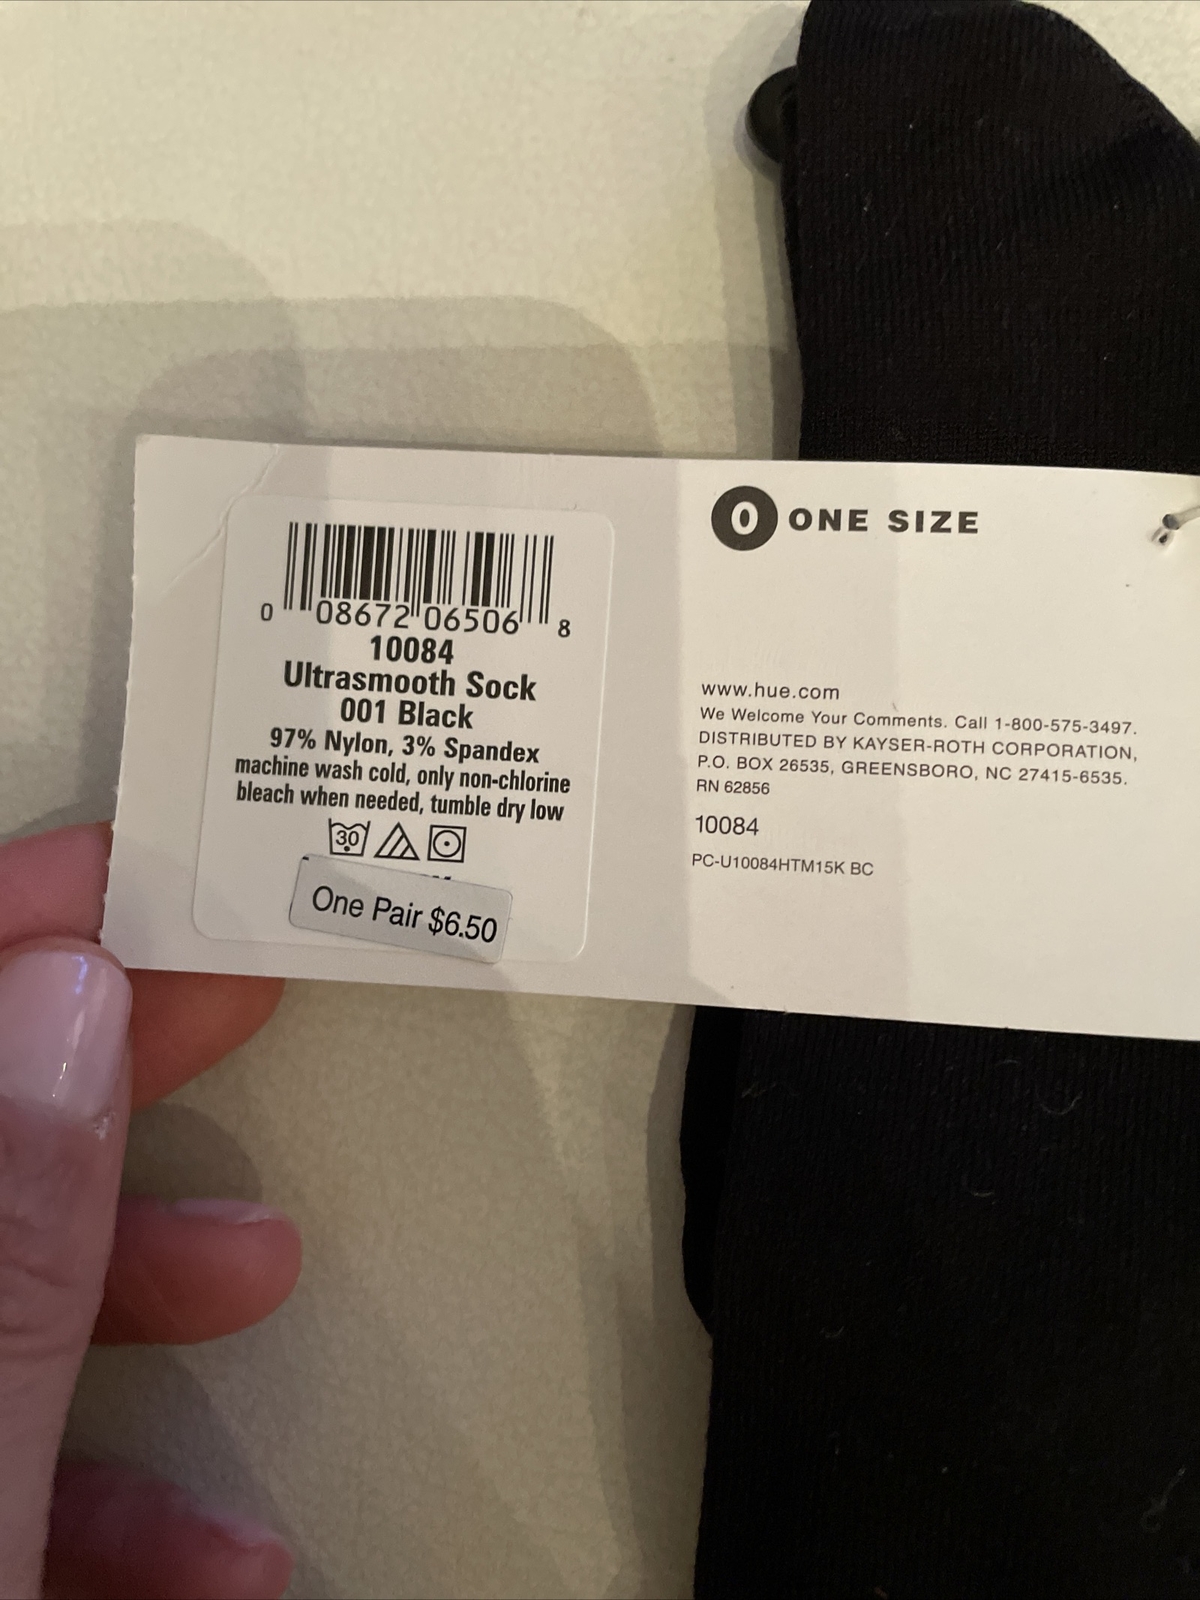 0 08672 06506 8
10084
Ultrasmooth Sock
001 Black
97% Nylon, 3% Spandex
machine wash cold, only non-chlorine
bleach when needed, tumble dry low
30
One Pair $6.50
0 ONE SIZE
www.hue.com
We Welcome Your Comments. Call 1-800-575-3497.
DISTRIBUTED BY KAYSER-ROTH CORPORATION,
P.O. BOX 26535, GREENSBORO, NC 27415-6535.
RN 62856
10084
PC-U10084HTM15K BC